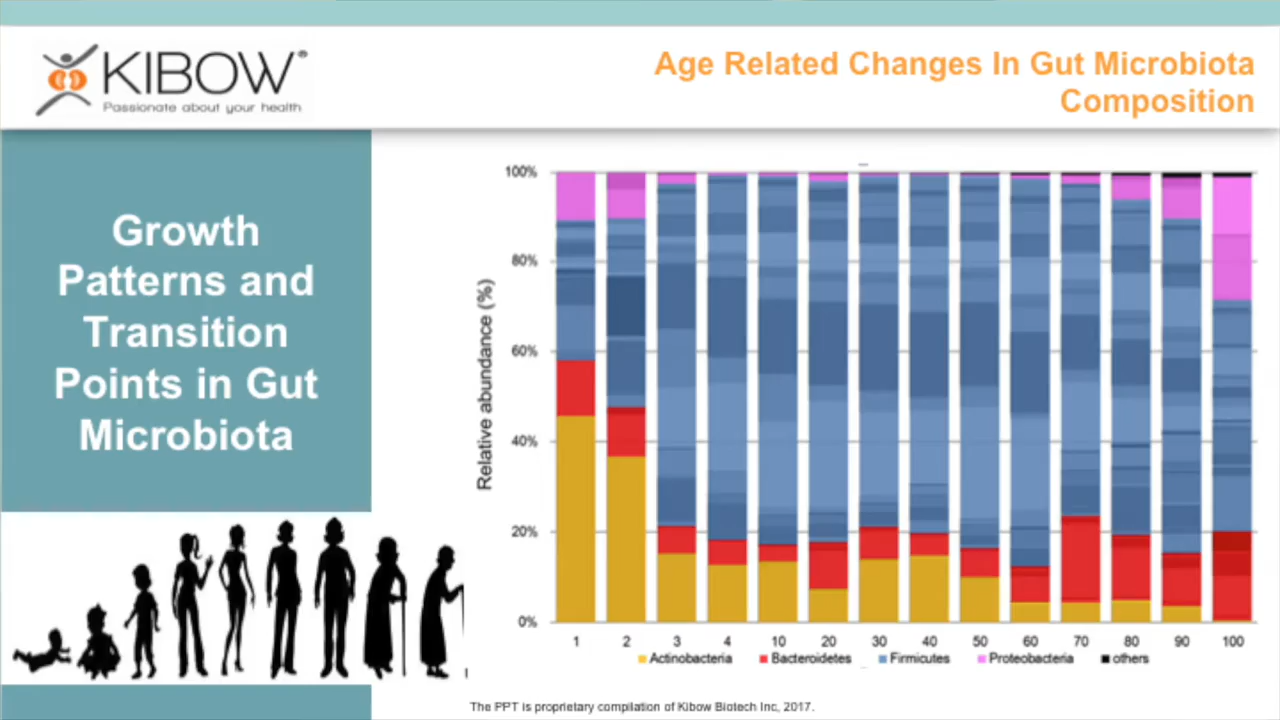 KIBOW®
Passionate about your health
Age Related Changes In Gut Microbiota
Composition
Growth
Patterns and
Transition
Points in Gut
Microbiota
Relative abundance (%)
100%
80%
60%
40%
20%
0%
1 2 3 4 10 20 30 40 50 60 70 80 90 100
Actinobacteria Bacteroidetes Firmicutes Proteobacteria others
The PPT is proprietary compilation of Kibow Biotech Inc, 2017.